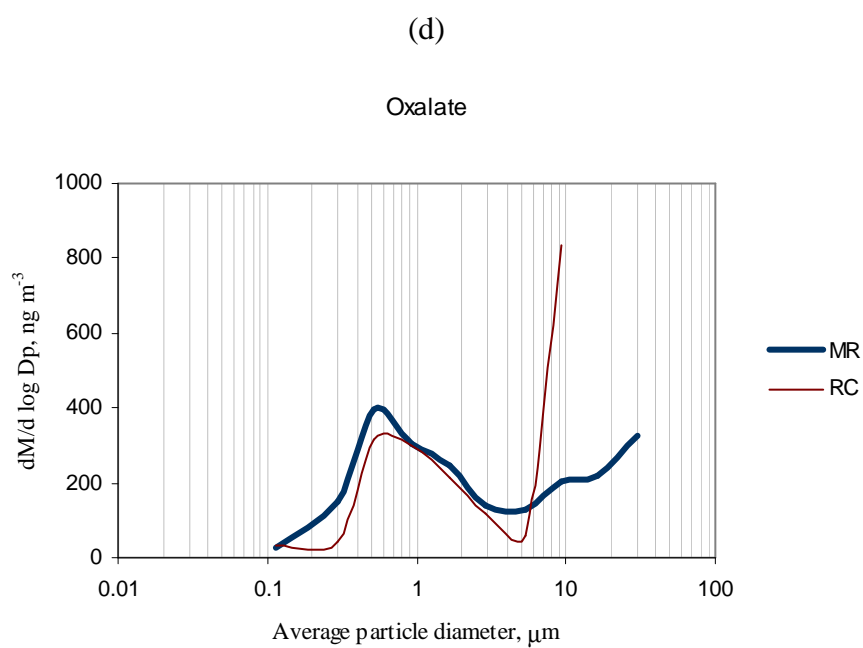 (d)
Oxalate
1000
800
600
400
200
0
0.01 0.1 1 10 100
dM/d log Dp, ng m⁻³
Average particle diameter, μm
MR
RC